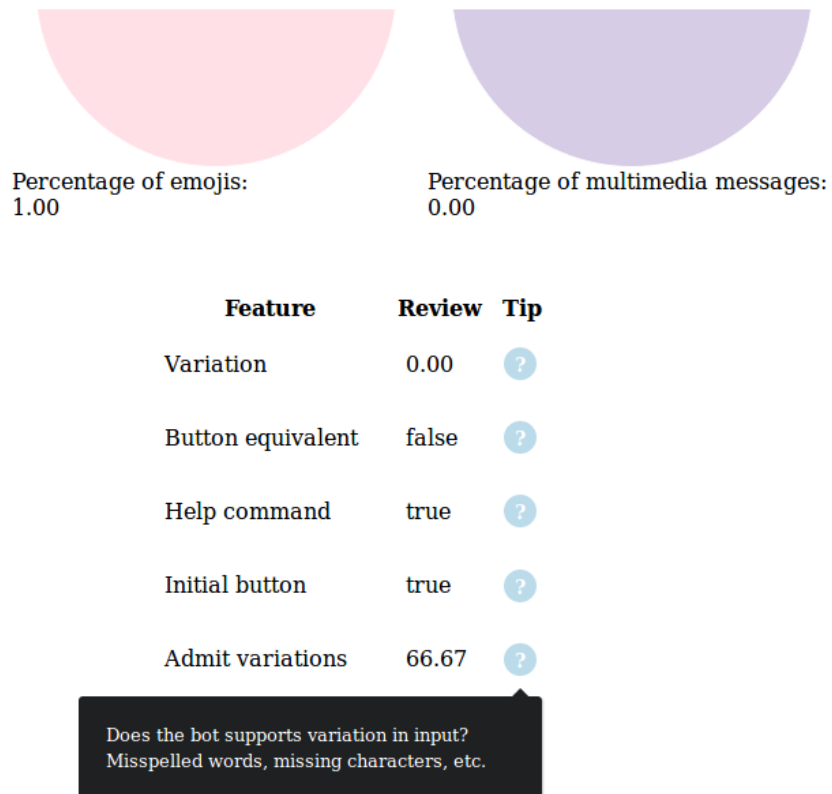 Percentage of emojis:
1.00
Percentage of multimedia messages:
0.00
Feature Review Tip
Variation 0.00 ?
Button equivalent false ?
Help command true ?
Initial button true ?
Admit variations 66.67 ?
Does the bot supports variation in input?
Misspelled words, missing characters, etc.